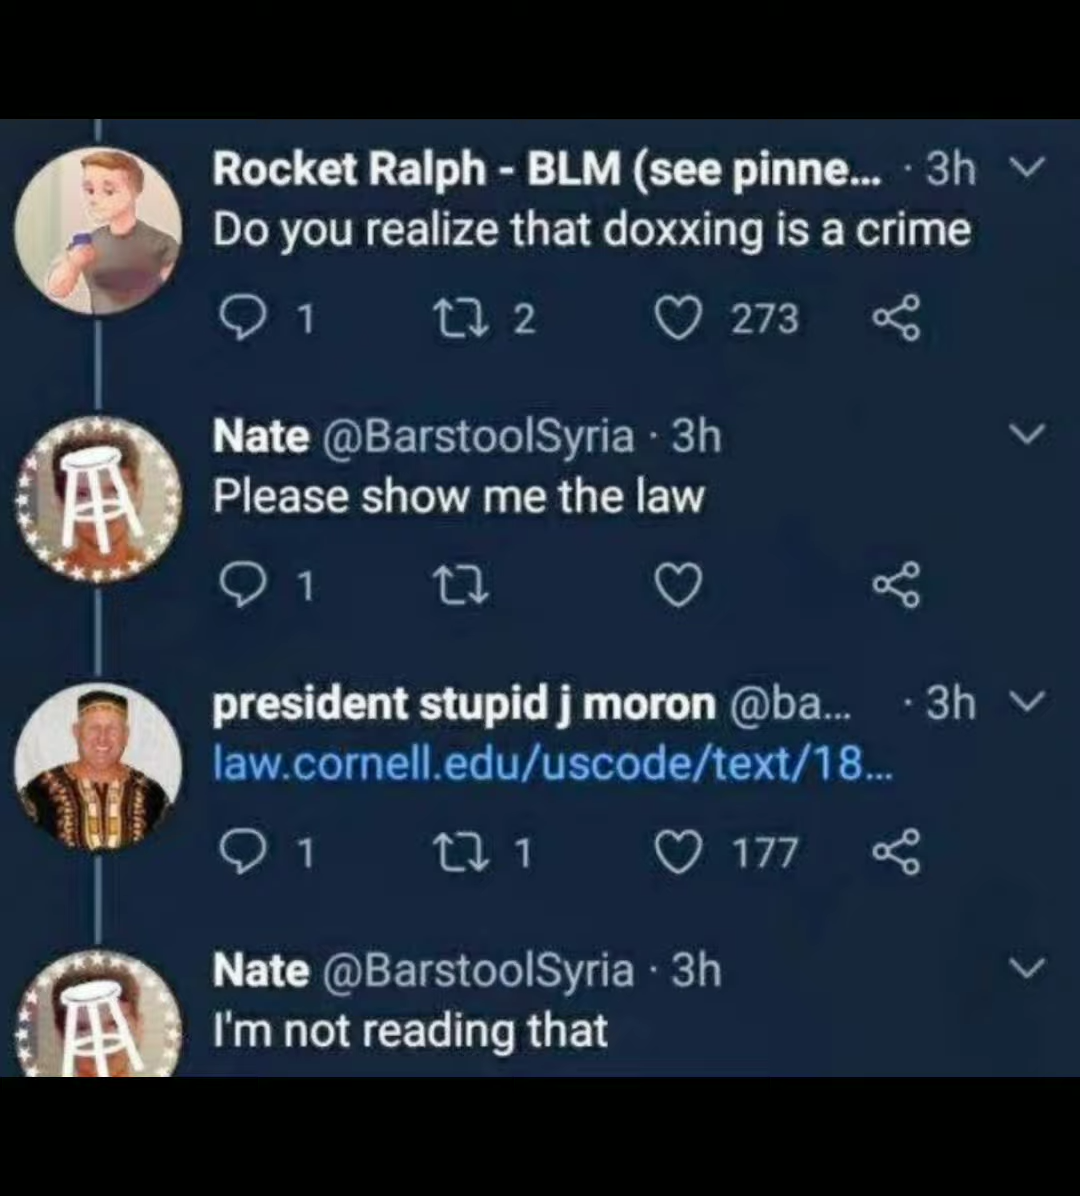 Rocket Ralph - BLM (see pinne... · 3h
Do you realize that doxxing is a crime
1 2 273
Nate @BarstoolSyria · 3h
Please show me the law
1
president stupid j moron @ba... · 3h
law.cornell.edu/uscode/text/18...
1 1 177
Nate @BarstoolSyria · 3h
I'm not reading that